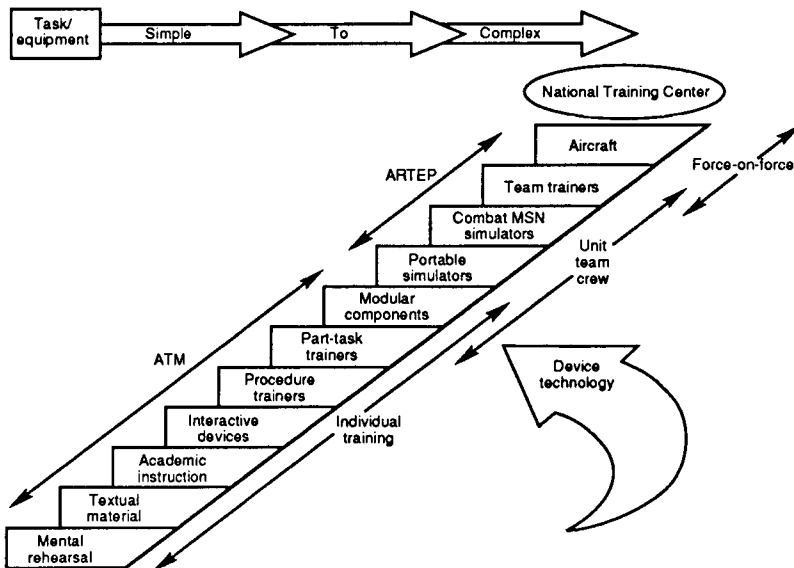 Task/
equipment
Simple
To
Complex
National Training Center
Aircraft
Force-on-force
ARTEP
Team trainers
Combat MSN
simulators
Unit
team
crew
Portable
simulators
Modular
components
Part-task
trainers
ATM
Device
technology
Procedure
trainers
Interactive
devices
Individual
training
Academic
instruction
Textual
material
Mental
rehearsal